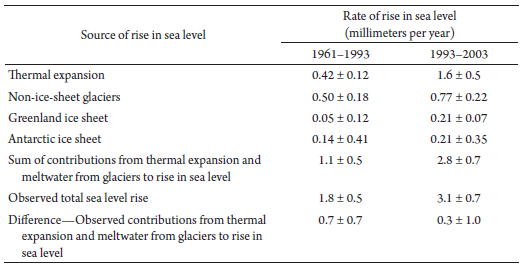 Rate of rise in sea level
Source of rise in sea level (millimeters per year)
1961–1993 1993–2003
Thermal expansion 0.42 ± 0.12 1.6 ± 0.5
Non-ice-sheet glaciers 0.50 ± 0.18 0.77 ± 0.22
Greenland ice sheet 0.05 ± 0.12 0.21 ± 0.07
Antarctic ice sheet 0.14 ± 0.41 0.21 ± 0.35
Sum of contributions from thermal expansion and 1.1 ± 0.5 2.8 ± 0.7
meltwater from glaciers to rise in sea level
Observed total sea level rise 1.8 ± 0.5 3.1 ± 0.7
Difference—Observed contributions from thermal 0.7 ± 0.7 0.3 ± 1.0
expansion and meltwater from glaciers to rise in
sea level